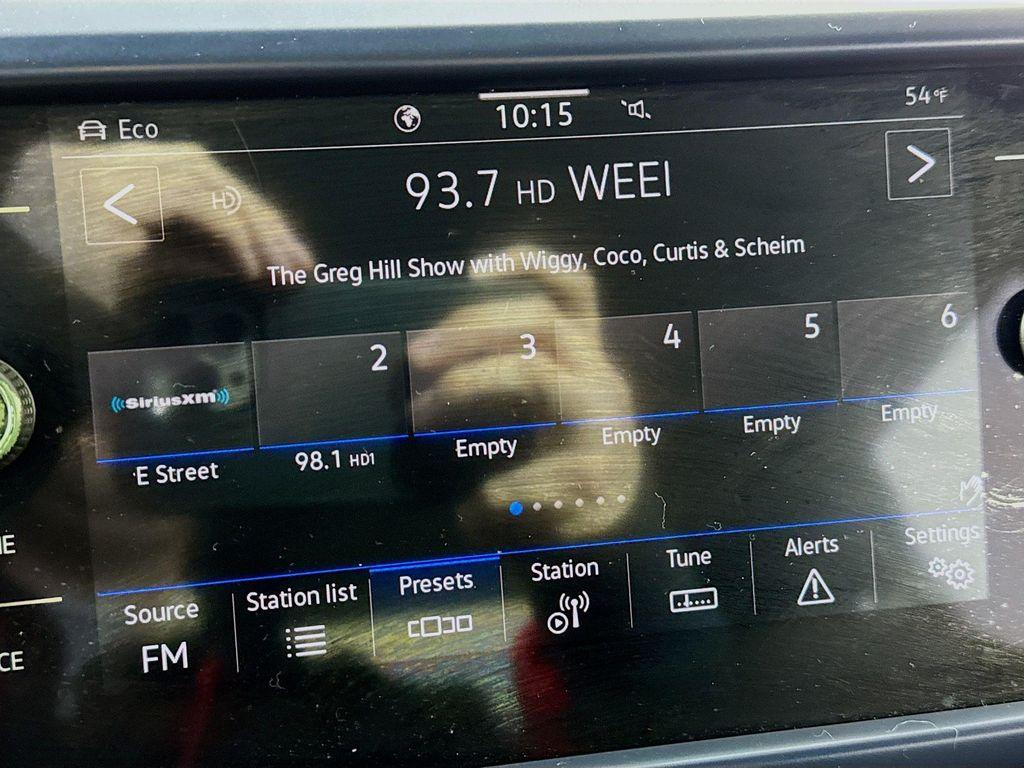 Eco
10:15
54°F
HD
93.7 HD WEEI
The Greg Hill Show with Wiggy, Coco, Curtis & Scheim
SiriusXM
2
3
4
5
6
E Street
98.1 HD1
Empty
Empty
Empty
Empty
Source
FM
Station list
Presets
Station
Tune
Alerts
Settings